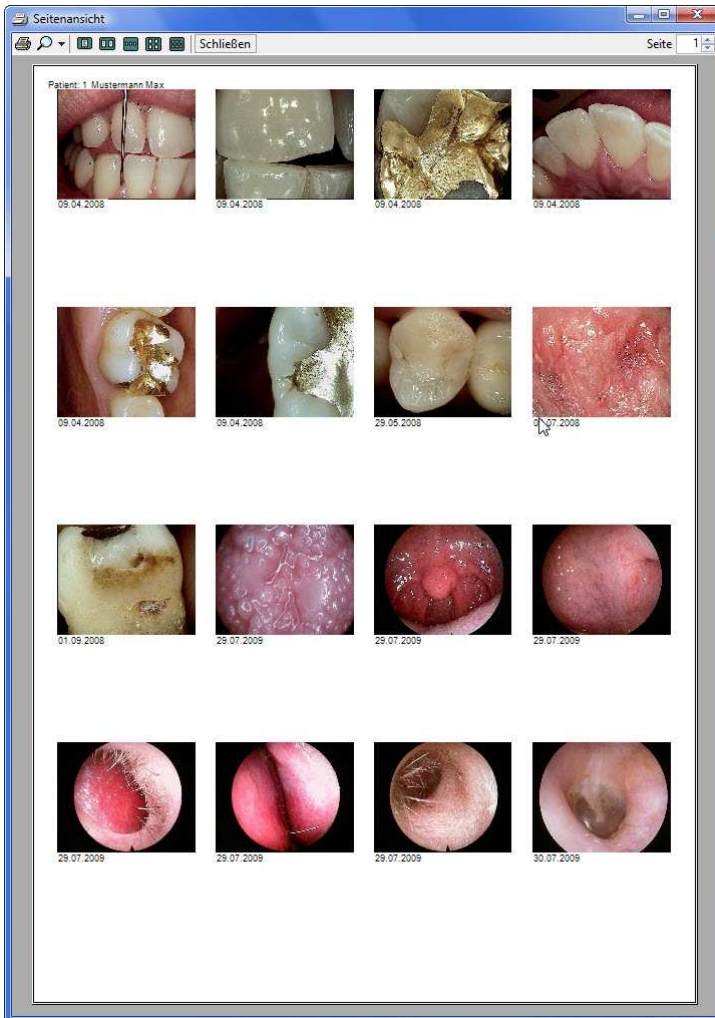 Seitenansicht
Schließen
Seite 1
Patient: 1 Mustermann Max
09.04.2008 09.04.2008 09.04.2008 09.04.2008
09.04.2008 09.04.2008 29.05.2008 07.2008
01.09.2008 29.07.2009 29.07.2009 29.07.2009
29.07.2009 29.07.2009 29.07.2009 30.07.2009